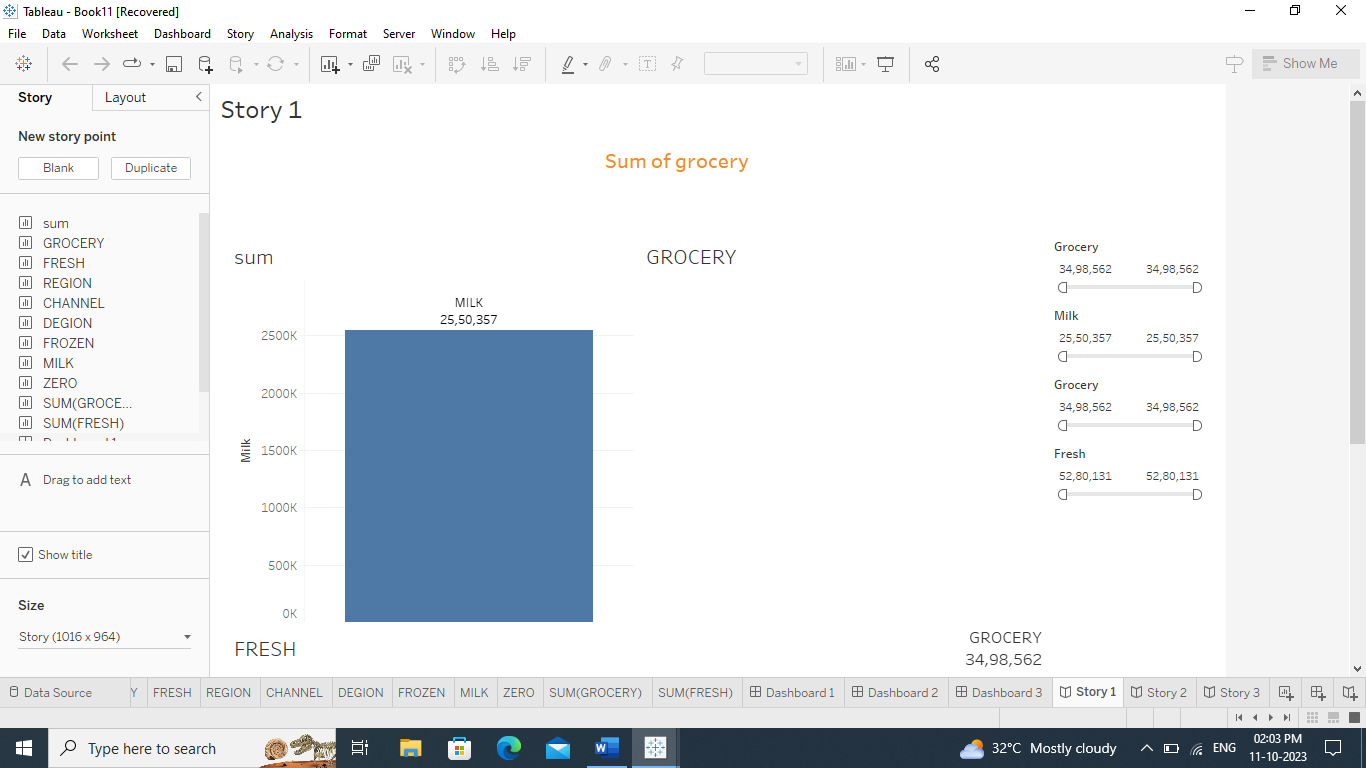 Tableau - Book11 [Recovered]
File Data Worksheet Dashboard Story Analysis Format Server Window Help
Show Me
Story Layout
New story point
Blank Duplicate
sum
GROCERY
FRESH
REGION
CHANNEL
DEGION
FROZEN
MILK
ZERO
SUM(GROCE...
SUM(FRESH)
A Drag to add text
Show title
Size
Story (1016 x 964)
Story 1
Sum of grocery
sum
MILK
25,50,357
2500K
2000K
1500K
1000K
500K
0K
Milk
FRESH
GROCERY
GROCERY
34,98,562
Grocery
34,98,562 34,98,562
Milk
25,50,357 25,50,357
Grocery
34,98,562 34,98,562
Fresh
52,80,131 52,80,131
Data Source Y FRESH REGION CHANNEL DEGION FROZEN MILK ZERO SUM(GROCERY) SUM(FRESH) Dashboard 1 Dashboard 2 Dashboard 3 Story 1 Story 2 Story 3
Type here to search
32°C Mostly cloudy
ENG
02:03 PM
11-10-2023